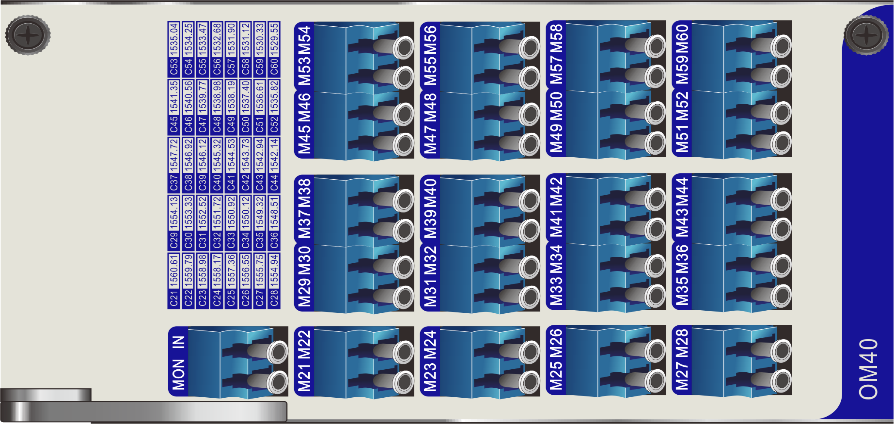 C21 1560.61 C29 1554.13 C37 1547.72 C45 1541.35 C53 1535.04
C22 1559.79 C30 1553.33 C38 1546.92 C46 1540.56 C54 1534.25
C23 1558.98 C31 1552.52 C39 1546.12 C47 1539.77 C55 1533.47
C24 1558.17 C32 1551.72 C40 1545.32 C48 1538.98 C56 1532.68
C25 1557.36 C33 1550.92 C41 1544.53 C49 1538.19 C57 1531.90
C26 1556.55 C34 1550.12 C42 1543.73 C50 1537.40 C58 1531.12
C27 1555.75 C35 1549.32 C43 1542.94 C51 1536.61 C59 1530.33
C28 1554.94 C36 1548.51 C44 1542.14 C52 1535.82 C60 1529.55
MON IN
M21 M22 M29 M30 M37 M38 M45 M46 M53 M54
M23 M24 M31 M32 M39 M40 M47 M48 M55 M56
M25 M26 M33 M34 M41 M42 M49 M50 M57 M58
M27 M28 M35 M36 M43 M44 M51 M52 M59 M60
OM40